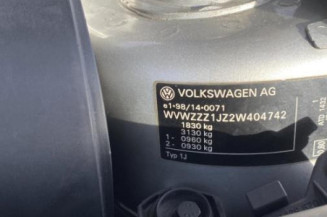 VOLKSWAGEN AG
e1-98/14-0071
WVWZZZ1JZ2W404742
1830 kg
3130 kg
1- 0960 kg
2- 0930 kg
Typ 1J